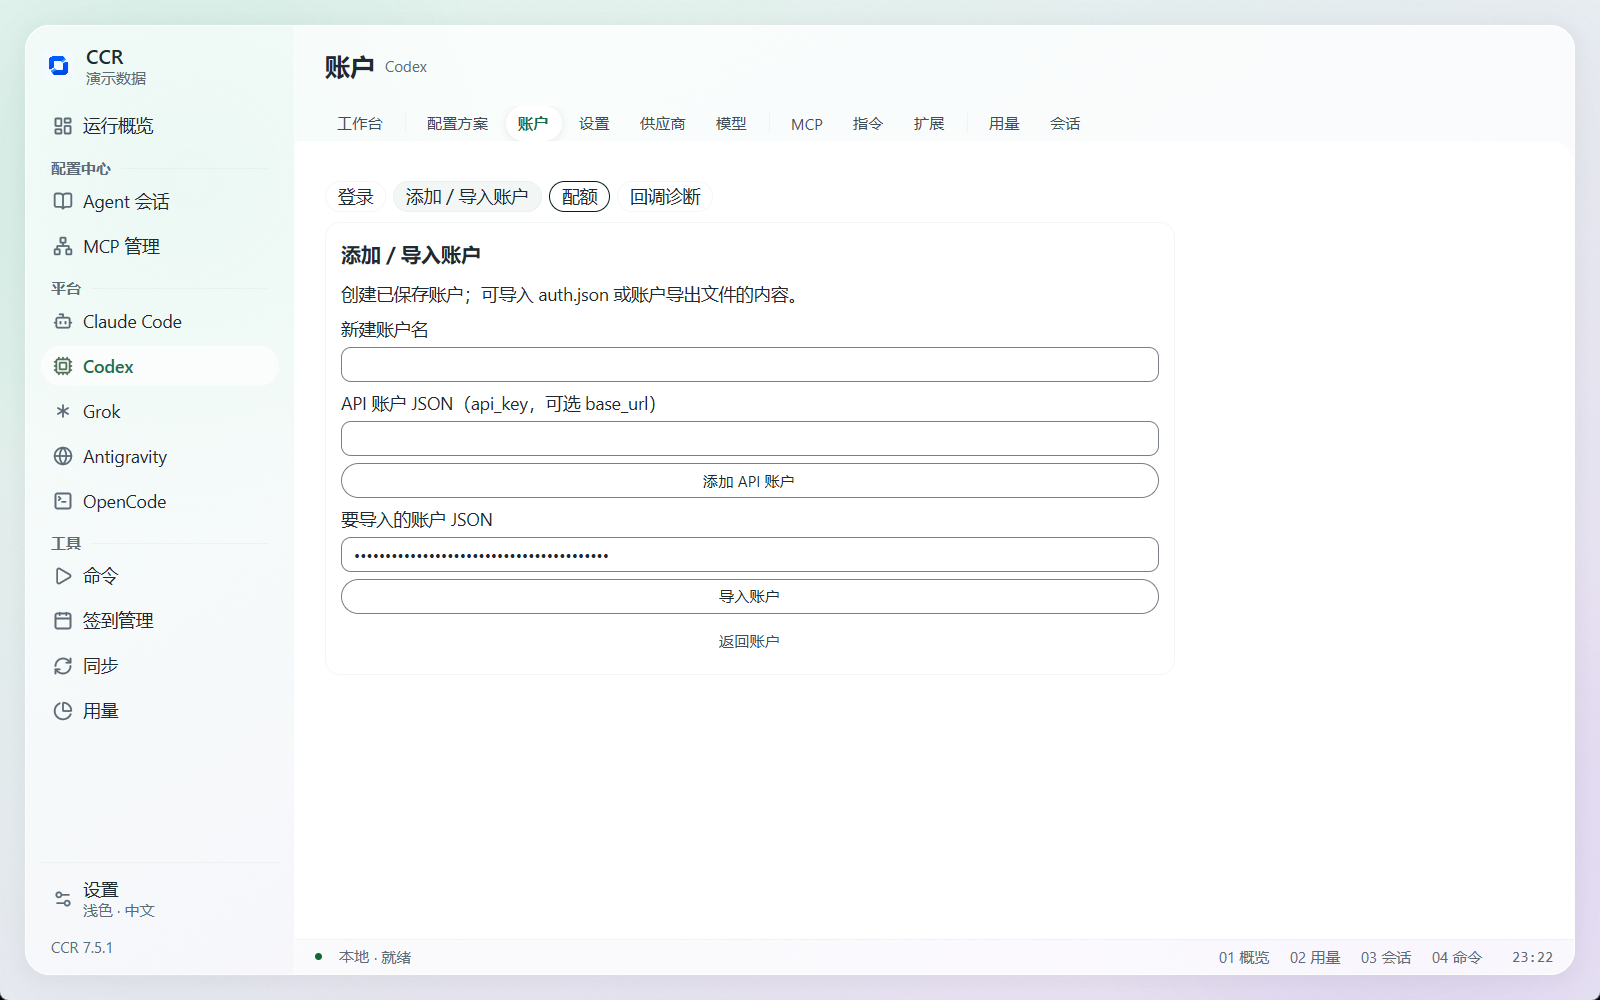 CCR
演示数据
运行概览
配置中心
Agent 会话
MCP 管理
平台
Claude Code
Codex
Grok
Antigravity
OpenCode
工具
命令
签到管理
同步
用量
设置
浅色 · 中文
CCR 7.5.1
账户 Codex
工作台 配置方案 账户 设置 供应商 模型 MCP 指令 扩展 用量 会话
登录 添加 / 导入账户 配额 回调诊断
添加 / 导入账户
创建已保存账户；可导入 auth.json 或账户导出文件的内容。
新建账户名
API 账户 JSON（api_key，可选 base_url）
添加 API 账户
要导入的账户 JSON
••••••••••••••••••••••••••••••••••••••••
导入账户
返回账户
本地 · 就绪
01 概览 02 用量 03 会话 04 命令 23:22